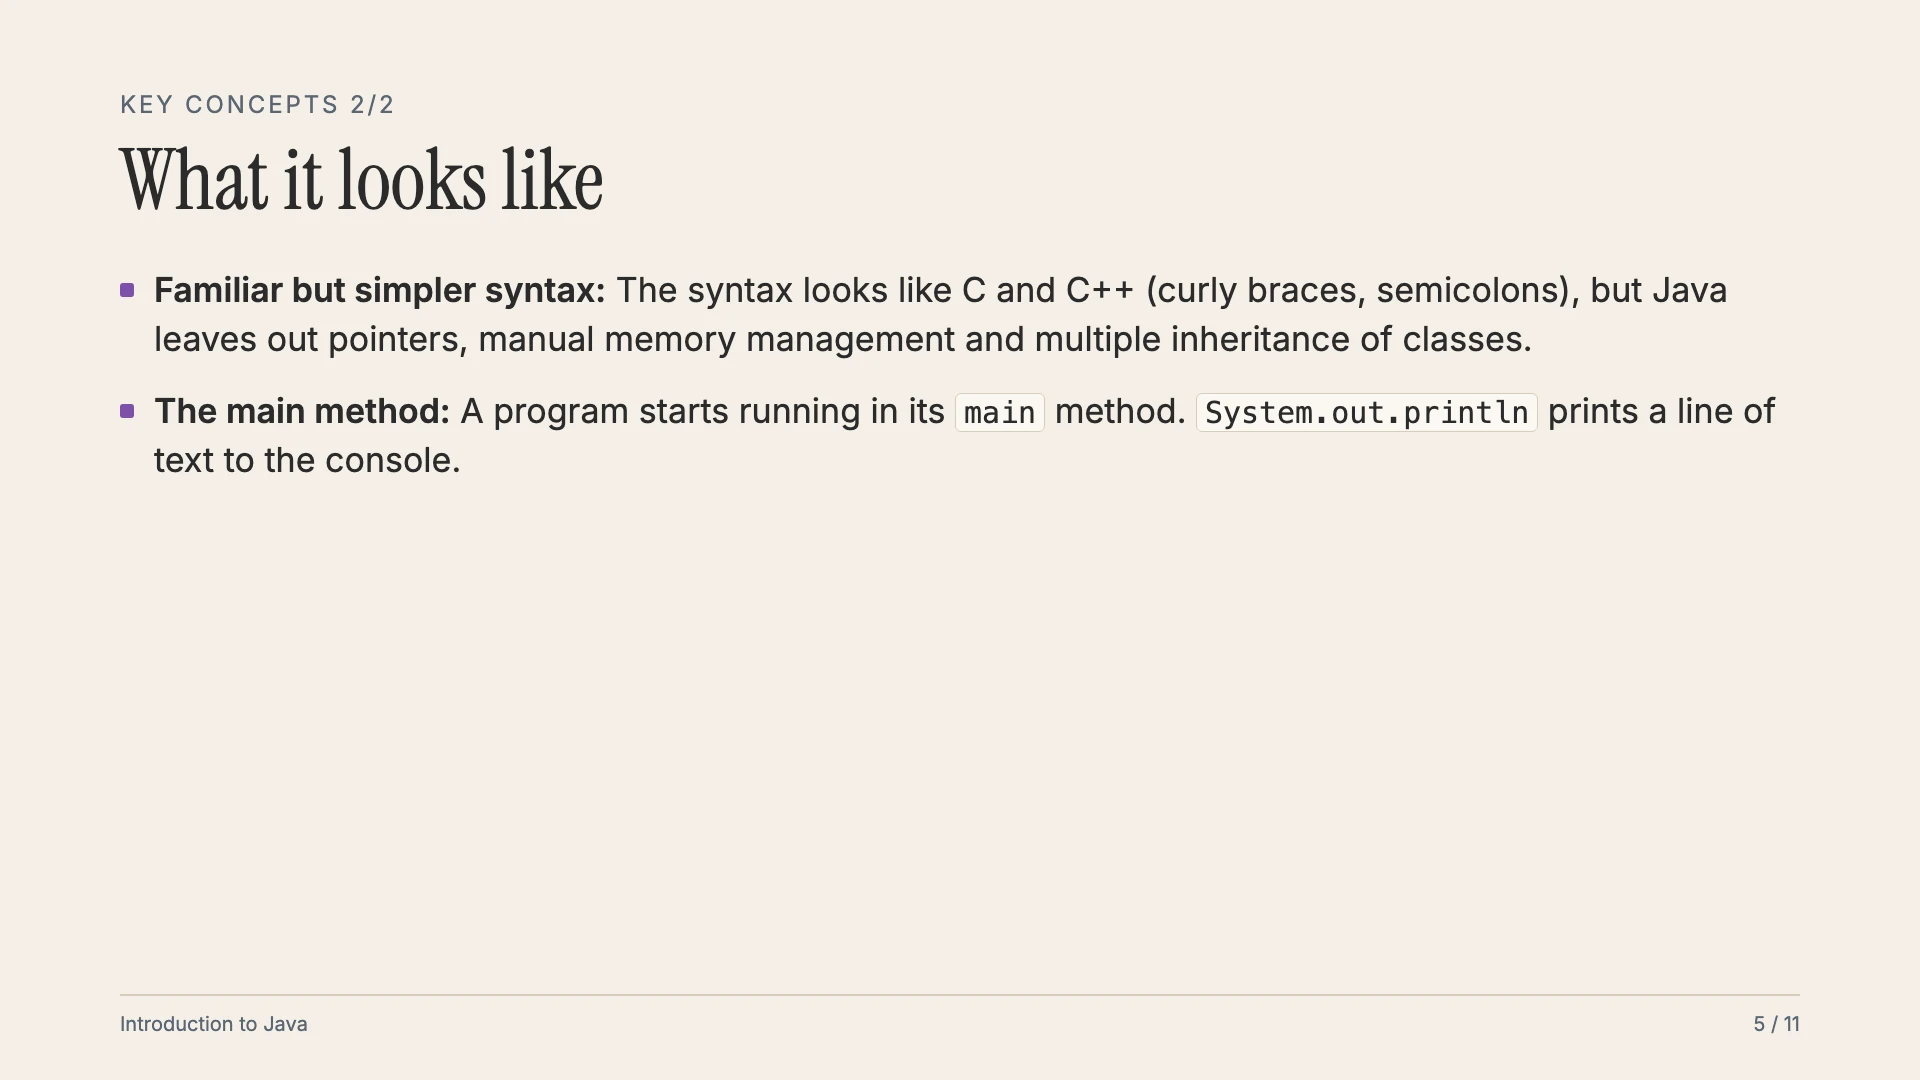 KEY CONCEPTS 2/2
What it looks like
Familiar but simpler syntax: The syntax looks like C and C++ (curly braces, semicolons), but Java
leaves out pointers, manual memory management and multiple inheritance of classes.
The main method: A program starts running in its main method. System.out.println prints a line of
text to the console.
Introduction to Java
5 / 11